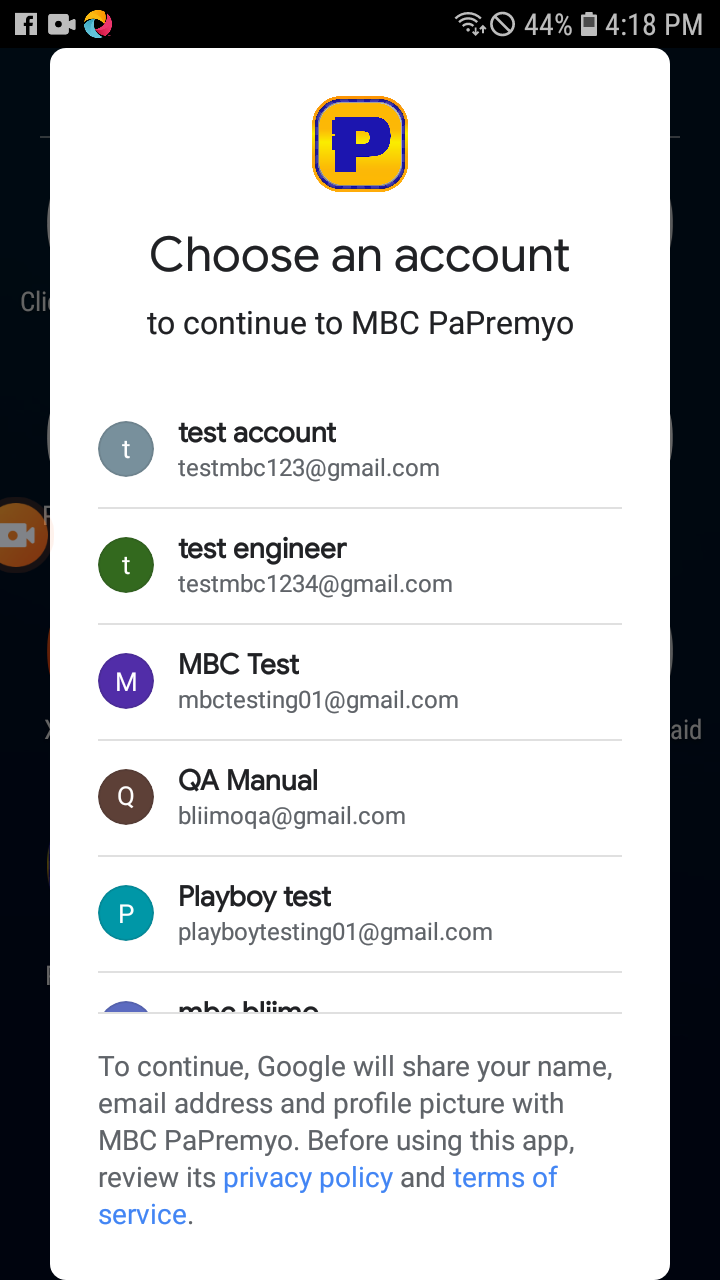 44% 4:18 PM
P
Choose an account
to continue to MBC PaPremyo
t
test account
testmbc123@gmail.com
t
test engineer
testmbc1234@gmail.com
M
MBC Test
mbctesting01@gmail.com
Q
QA Manual
bliimoqa@gmail.com
P
Playboy test
playboytesting01@gmail.com
mbc bliimo
To continue, Google will share your name,
email address and profile picture with
MBC PaPremyo. Before using this app,
review its privacy policy and terms of
service.